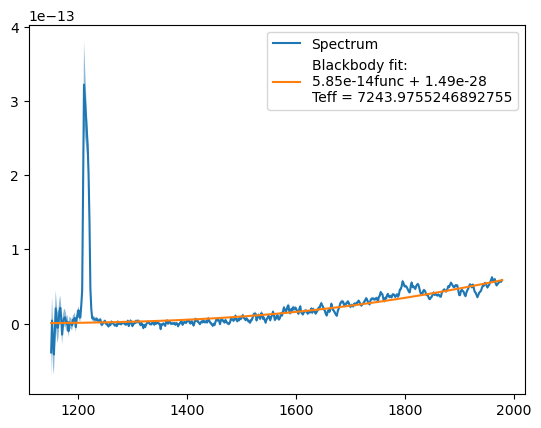 1e−13
Spectrum
Blackbody fit:
5.85e-14func + 1.49e-28
Teff = 7243.9755246892755
4
3
2
1
0
1200 1400 1600 1800 2000